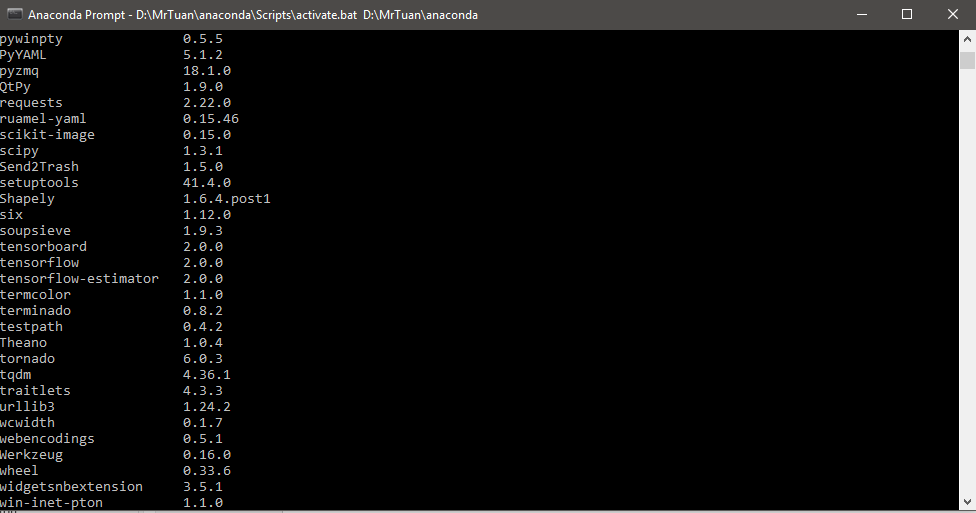 Anaconda Prompt - D:\MrTuan\anaconda\Scripts\activate.bat D:\MrTuan\anaconda
pywinpty 0.5.5
PyYAML 5.1.2
pyzmq 18.1.0
QtPy 1.9.0
requests 2.22.0
ruamel-yaml 0.15.46
scikit-image 0.15.0
scipy 1.3.1
Send2Trash 1.5.0
setuptools 41.4.0
Shapely 1.6.4.post1
six 1.12.0
soupsieve 1.9.3
tensorboard 2.0.0
tensorflow 2.0.0
tensorflow-estimator 2.0.0
termcolor 1.1.0
terminado 0.8.2
testpath 0.4.2
Theano 1.0.4
tornado 6.0.3
tqdm 4.36.1
traitlets 4.3.3
urllib3 1.24.2
wcwidth 0.1.7
webencodings 0.5.1
Werkzeug 0.16.0
wheel 0.33.6
widgetsnbextension 3.5.1
win-inet-pton 1.1.0